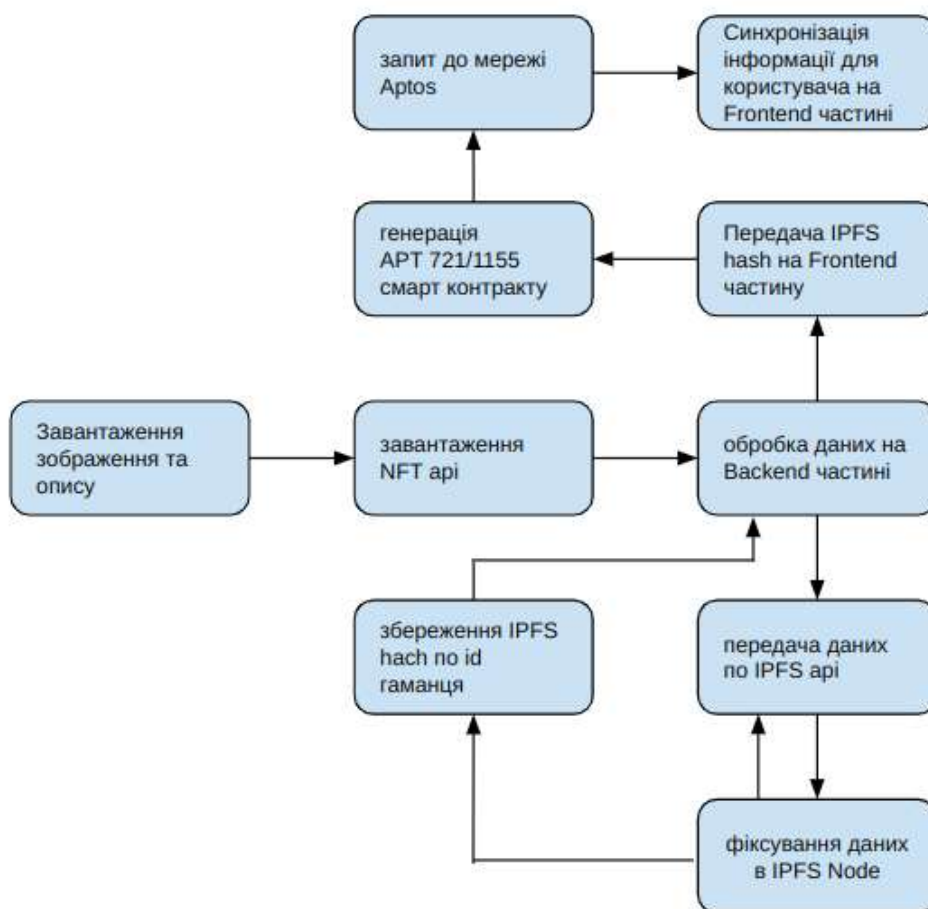 запит до мережі
Aptos
Синхронізація
інформації для
користувача на
Frontend частині
генерація
АРТ 721/1155
смарт контракту
Передача IPFS
hash на Frontend
частину
Завантаження
зображення та
опису
завантаження
NFT api
обробка даних на
Backend частині
збереження IPFS
hach no id
гаманця
передача даних
по IPFS api
фіксування даних
в IPFS Node